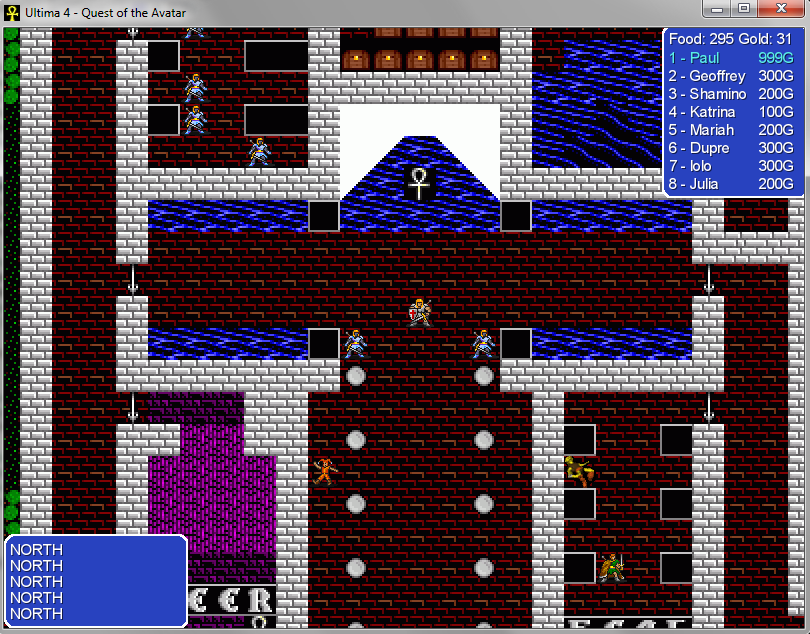 Ultima 4 - Quest of the Avatar
Food: 295 Gold: 31
1 - Paul 999G
2 - Geoffrey 300G
3 - Shamino 200G
4 - Katrina 100G
5 - Mariah 200G
6 - Dupre 300G
7 - Iolo 300G
8 - Julia 200G
NORTH
NORTH
NORTH
NORTH
NORTH